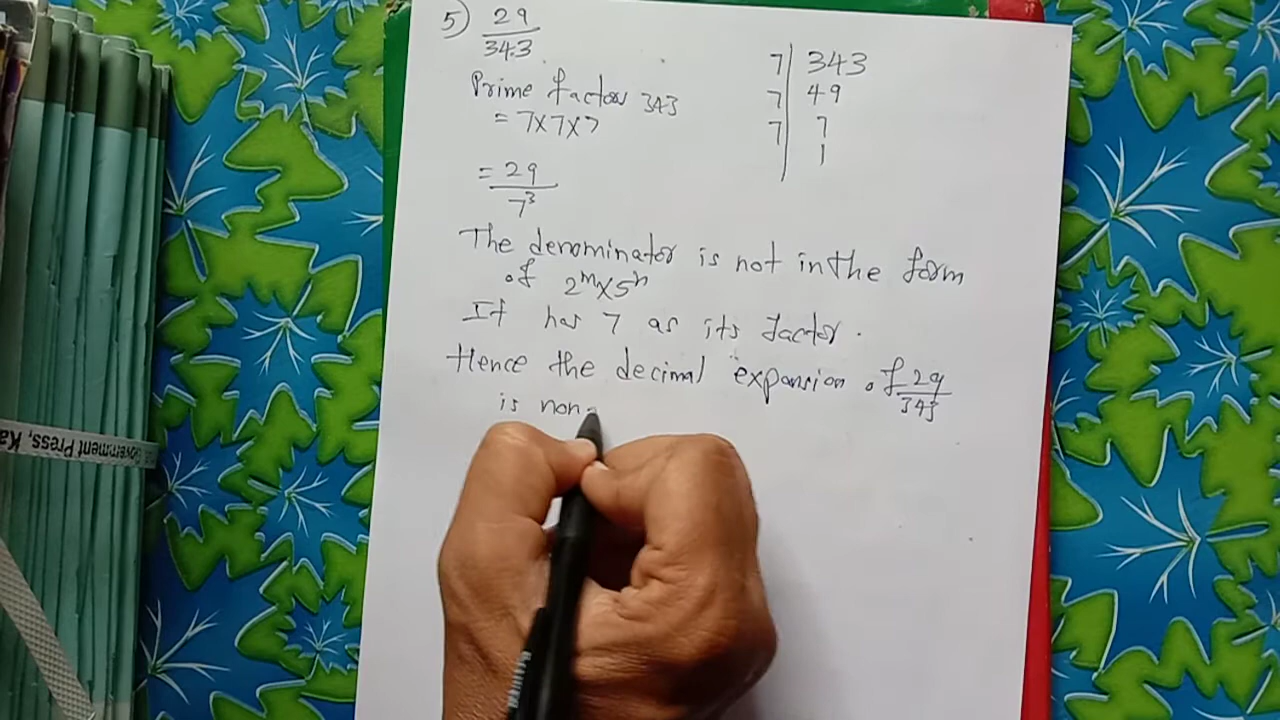 5) 29/343
7 | 343
7 | 49
7 | 7
1
Prime factors 343
= 7×7×7
= 29/7³
The denominator is not in the form
of 2ᵐ×5ⁿ
It has 7 as its factor.
Hence the decimal expansion of 29/343
is non-
Government Press, Ka